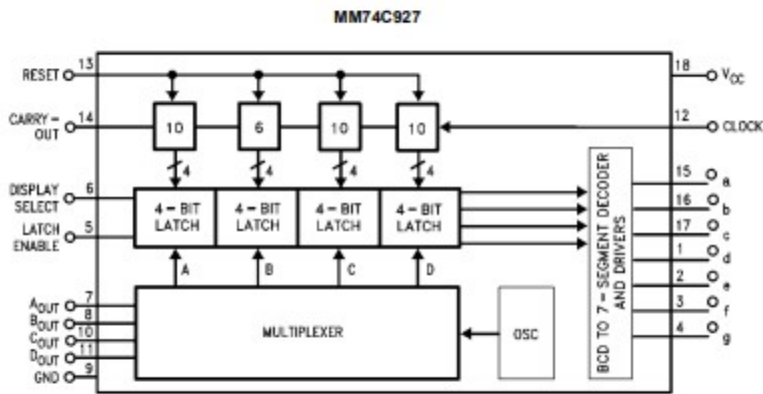 MM74C927
RESET 13
18 VCC
CARRY-
OUT 14
10 6 10 10
12 CLOCK
4 4 4 4
DISPLAY
SELECT 6
LATCH
ENABLE 5
4-BIT
LATCH
4-BIT
LATCH
4-BIT
LATCH
4-BIT
LATCH
A B C D
BCD TO 7-SEGMENT DECODER
AND DRIVERS
15 a
16 b
17 c
1 d
2 e
3 f
4 g
AOUT 7
BOUT 8
COUT 10
DOUT 11
GND 9
MULTIPLEXER
OSC